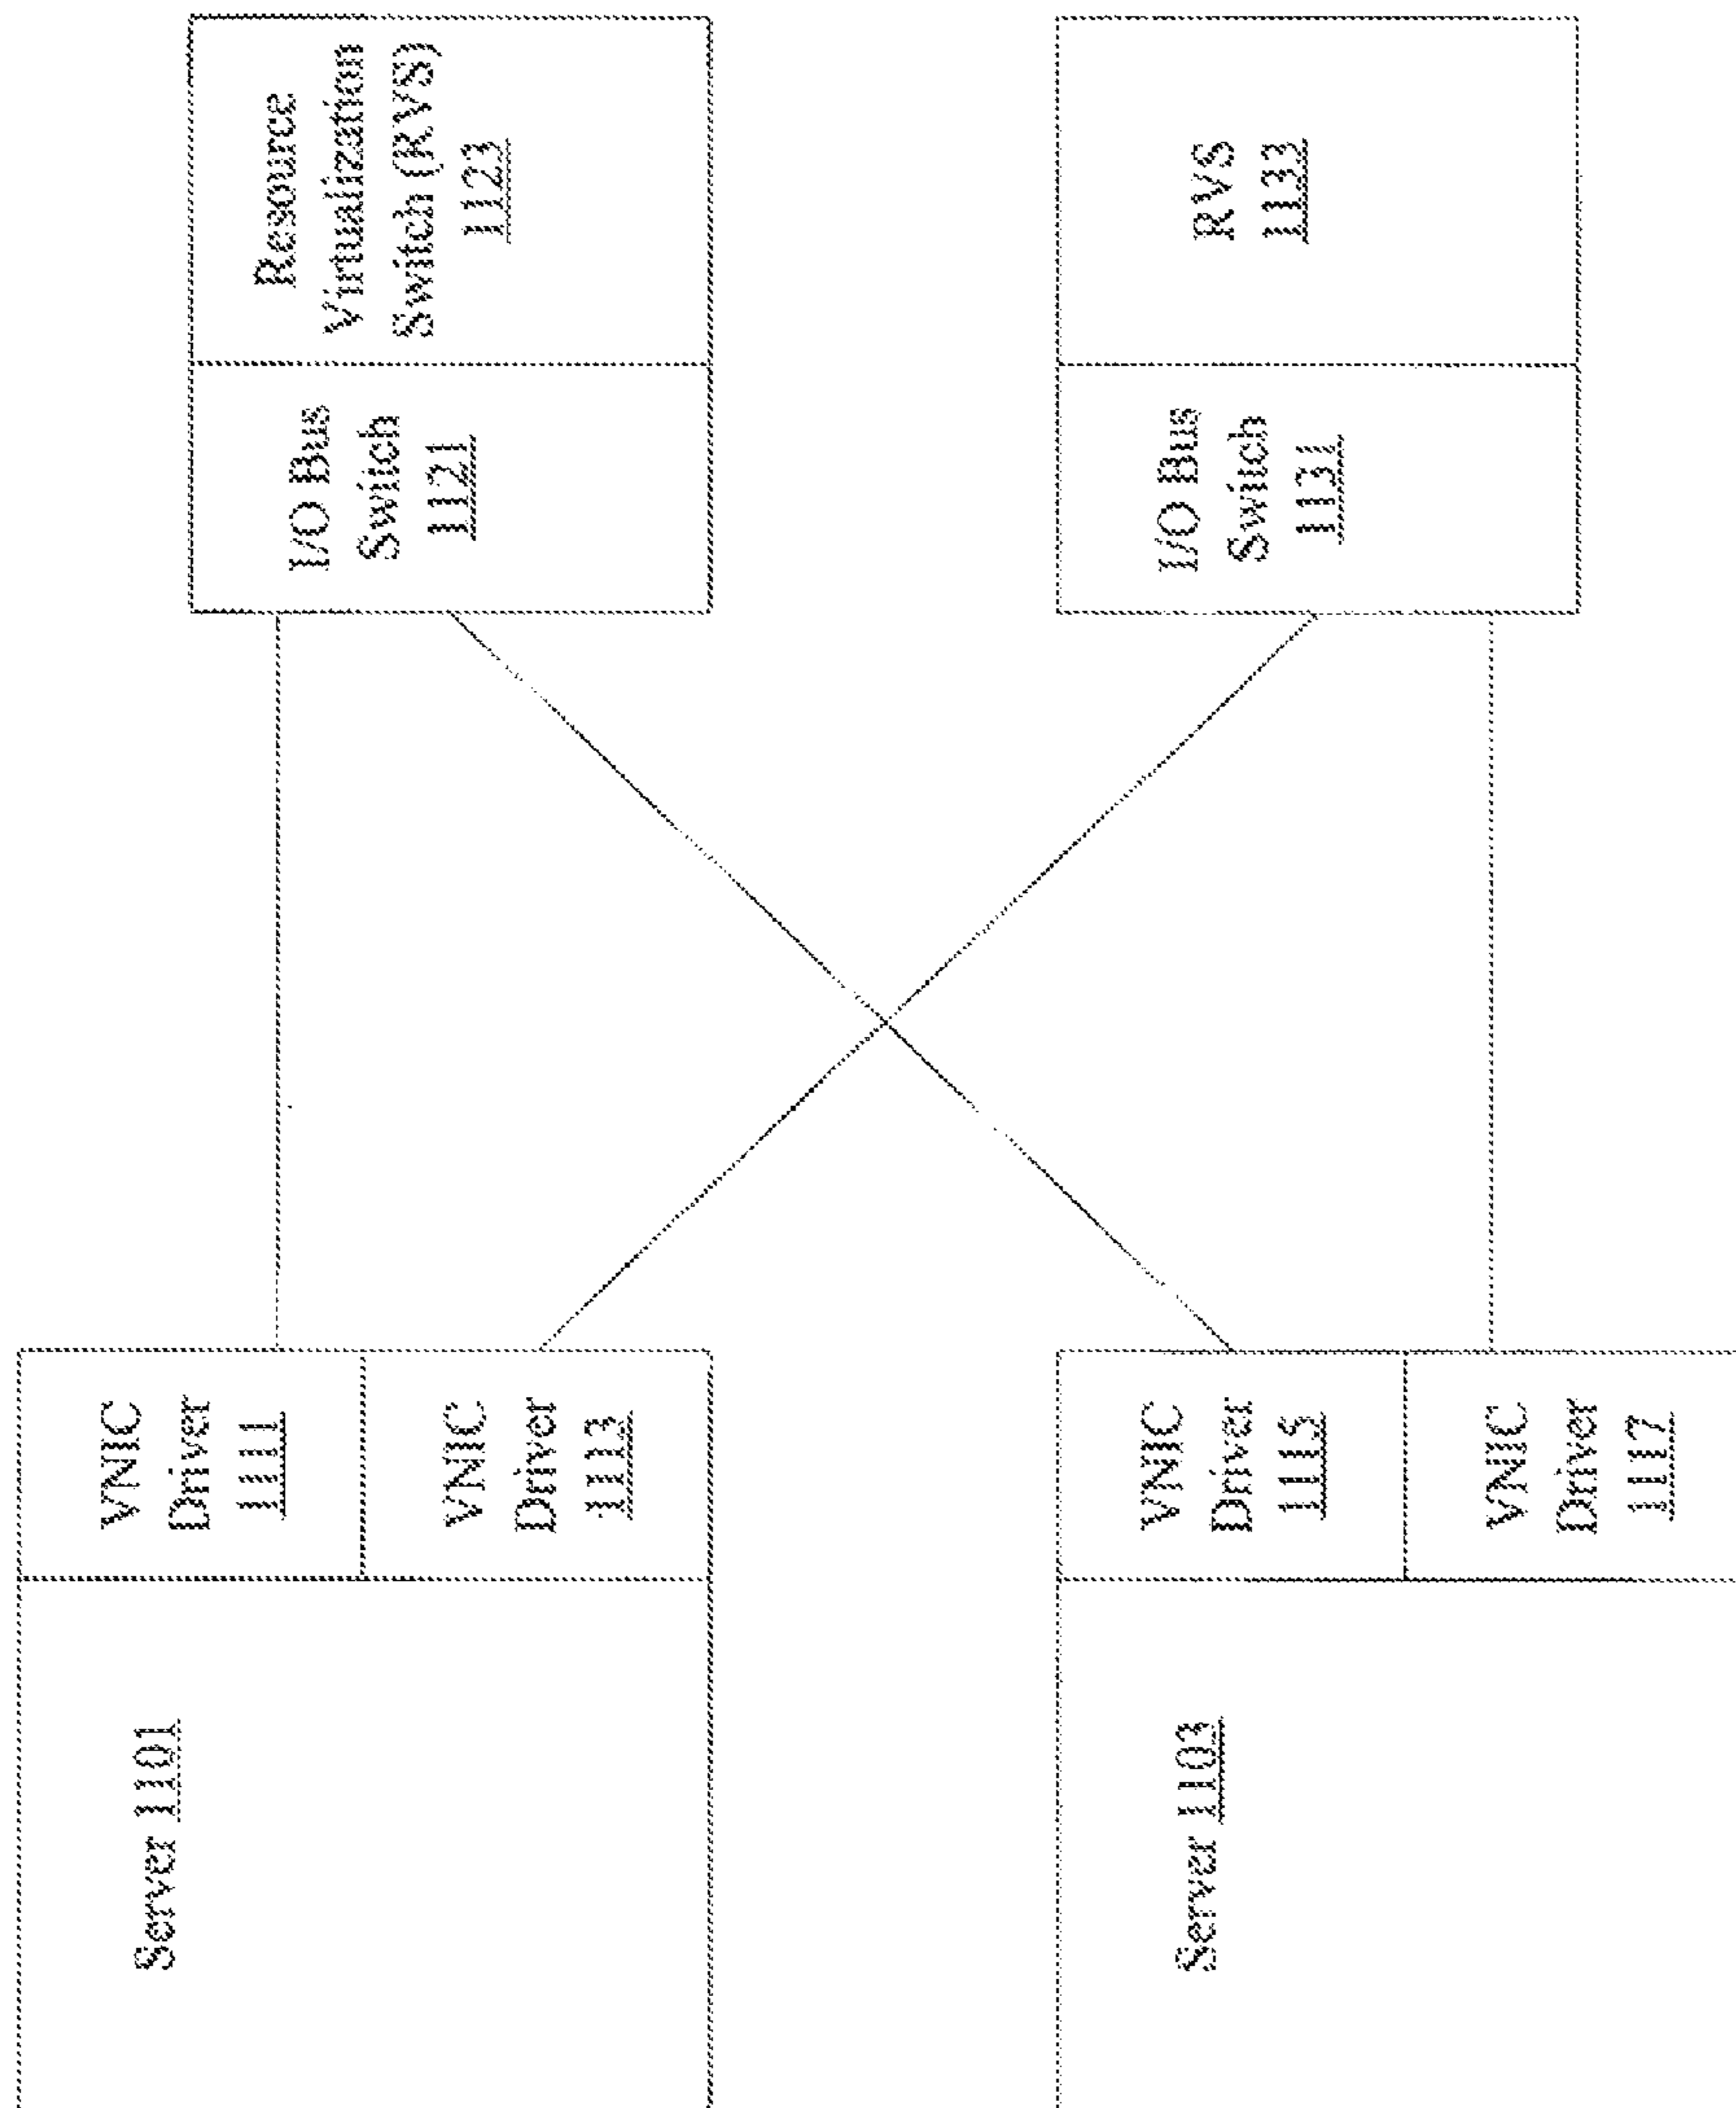 Server 1101
VNIC
Driver
1111
VNIC
Driver
1113
I/O Bus
Switch
1121
Resource
Virtualization
Switch (RVS)
1123
Server 1103
VNIC
Driver
1115
VNIC
Driver
1117
I/O Bus
Switch
1131
RVS
1133